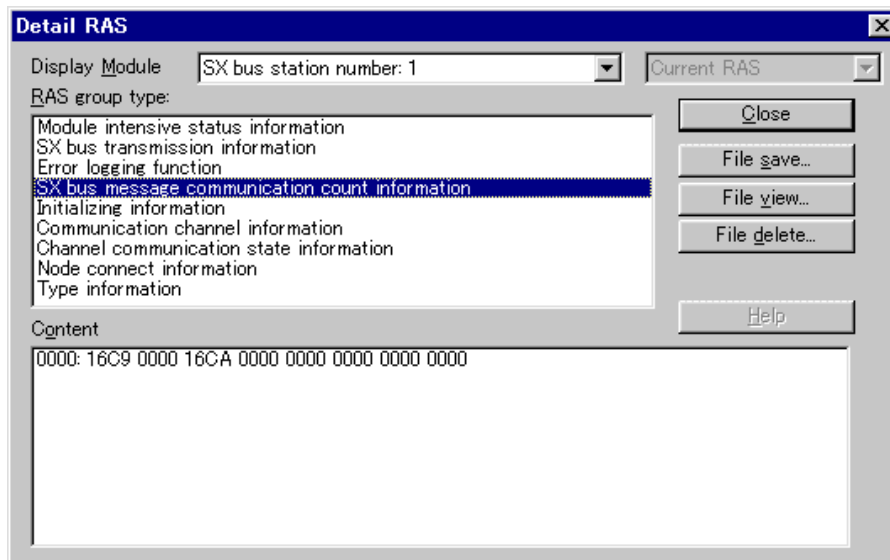 Detail RAS
Display Module SX bus station number: 1 Current RAS
RAS group type:
Close
Module intensive status information
SX bus transmission information
Error logging function
SX bus message communication count information
Initializing information
Communication channel information
Channel communication state information
Node connect information
Type information
File save...
File view...
File delete...
Help
Content
0000: 16C9 0000 16CA 0000 0000 0000 0000 0000